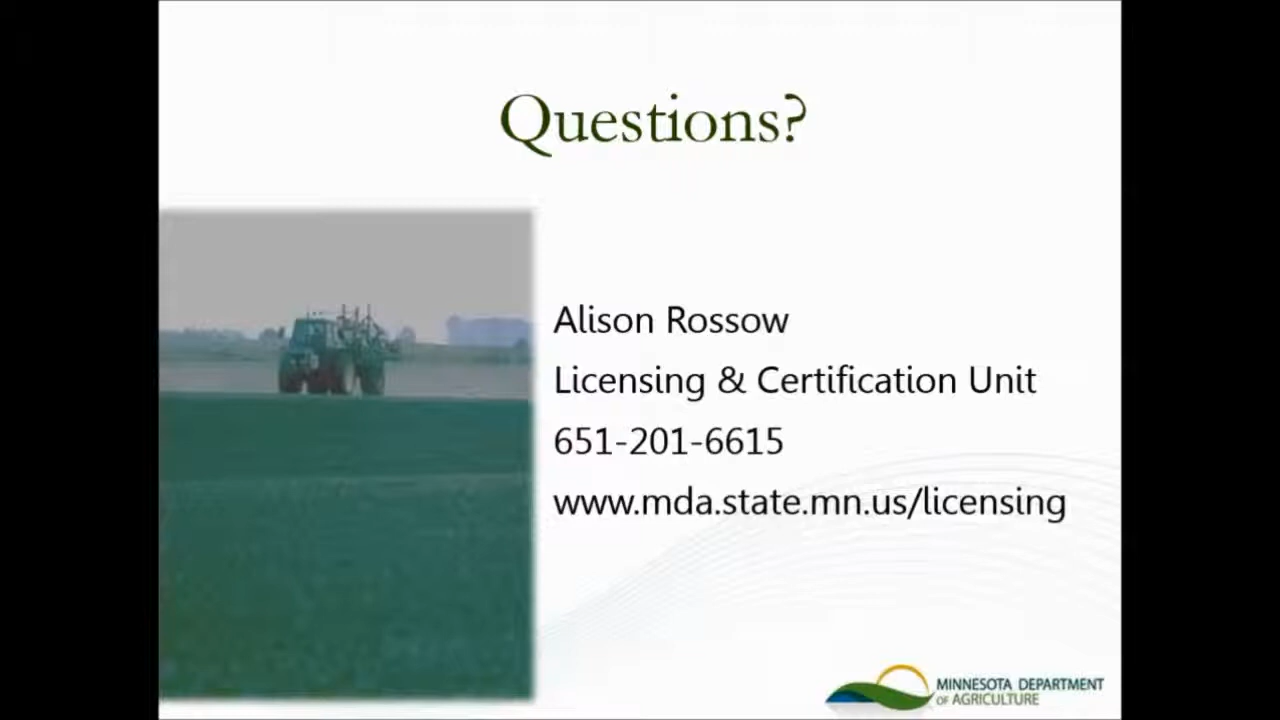 Questions?
Alison Rossow
Licensing & Certification Unit
651-201-6615
www.mda.state.mn.us/licensing
MINNESOTA DEPARTMENT
OF AGRICULTURE